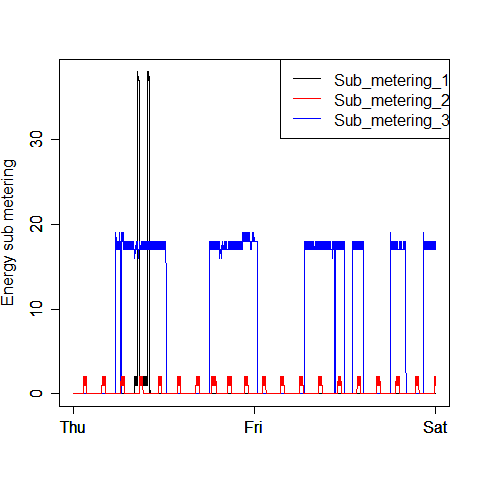 Sub_metering_1
Sub_metering_2
Sub_metering_3
Energy sub metering
30
20
10
0
Thu Fri Sat